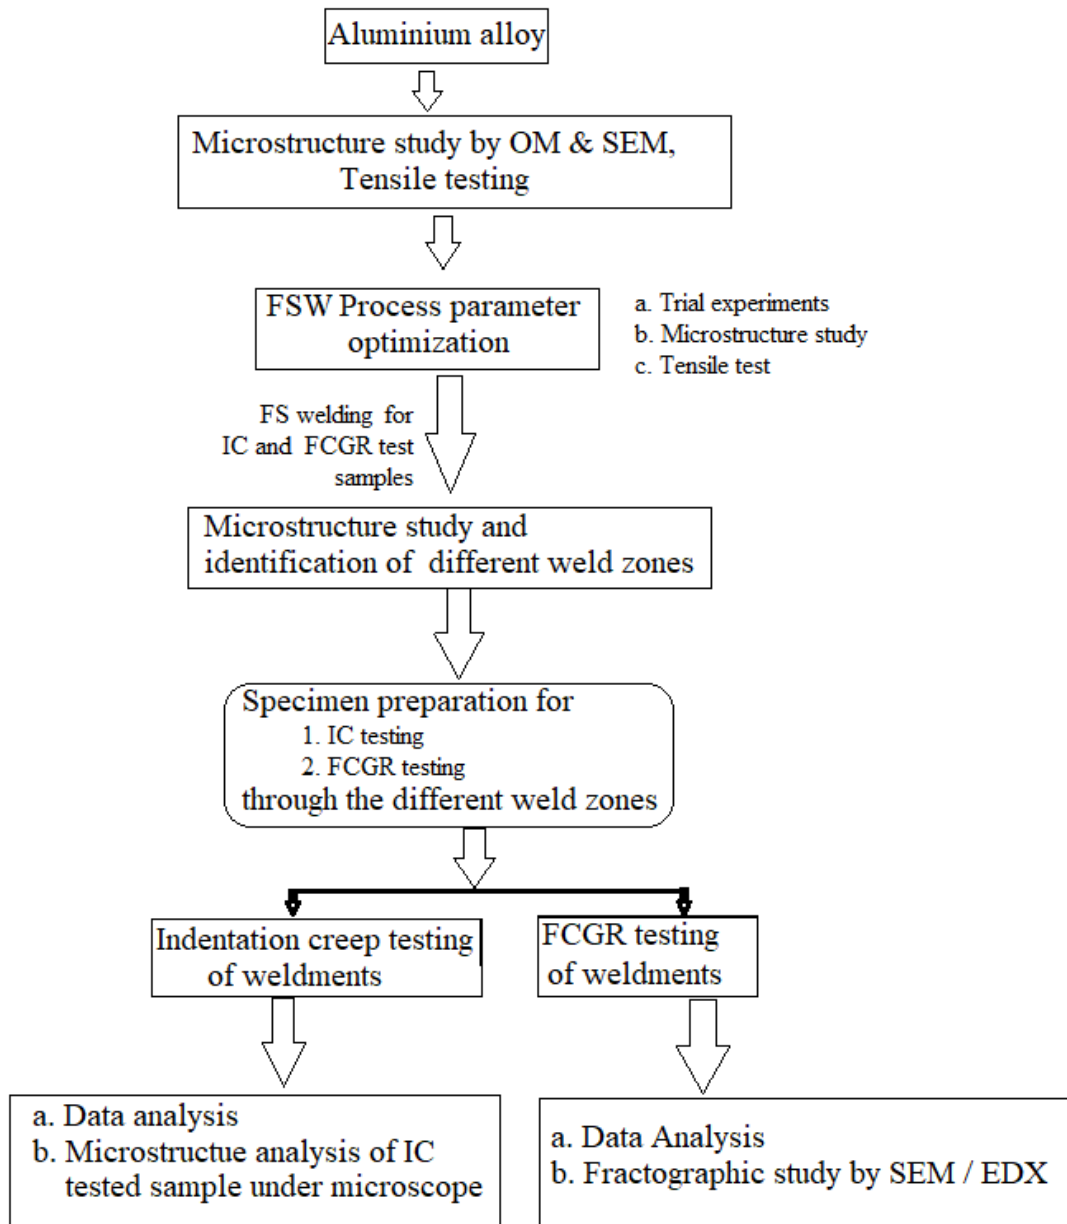 Aluminium alloy
Microstructure study by OM & SEM,
Tensile testing
FSW Process parameter
optimization
a. Trial experiments
b. Microstructure study
c. Tensile test
FS welding for
IC and FCGR test
samples
Microstructure study and
identification of different weld zones
Specimen preparation for
1. IC testing
2. FCGR testing
through the different weld zones
Indentation creep testing
of weldments
FCGR testing
of weldments
a. Data analysis
b. Microstructue analysis of IC
tested sample under microscope
a. Data Analysis
b. Fractographic study by SEM / EDX